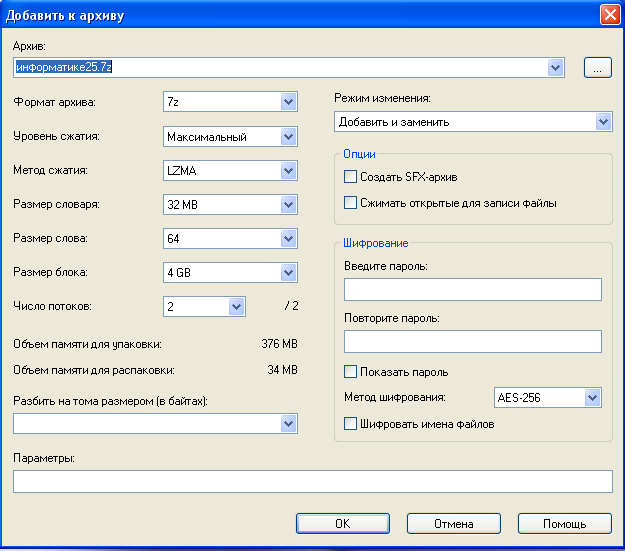 Добавить к архиву
Архив:
информатике25.7z
...
Формат архива: 7z
Режим изменения:
Добавить и заменить
Уровень сжатия: Максимальный
Метод сжатия: LZMA
Размер словаря: 32 MB
Размер слова: 64
Размер блока: 4 GB
Число потоков: 2 / 2
Объем памяти для упаковки: 376 MB
Объем памяти для распаковки: 34 MB
Разбить на тома размером (в байтах):
Опции
Создать SFX-архив
Сжимать открытые для записи файлы
Шифрование
Введите пароль:
Повторите пароль:
Показать пароль
Метод шифрования: AES-256
Шифровать имена файлов
Параметры:
OK
Отмена
Помощь